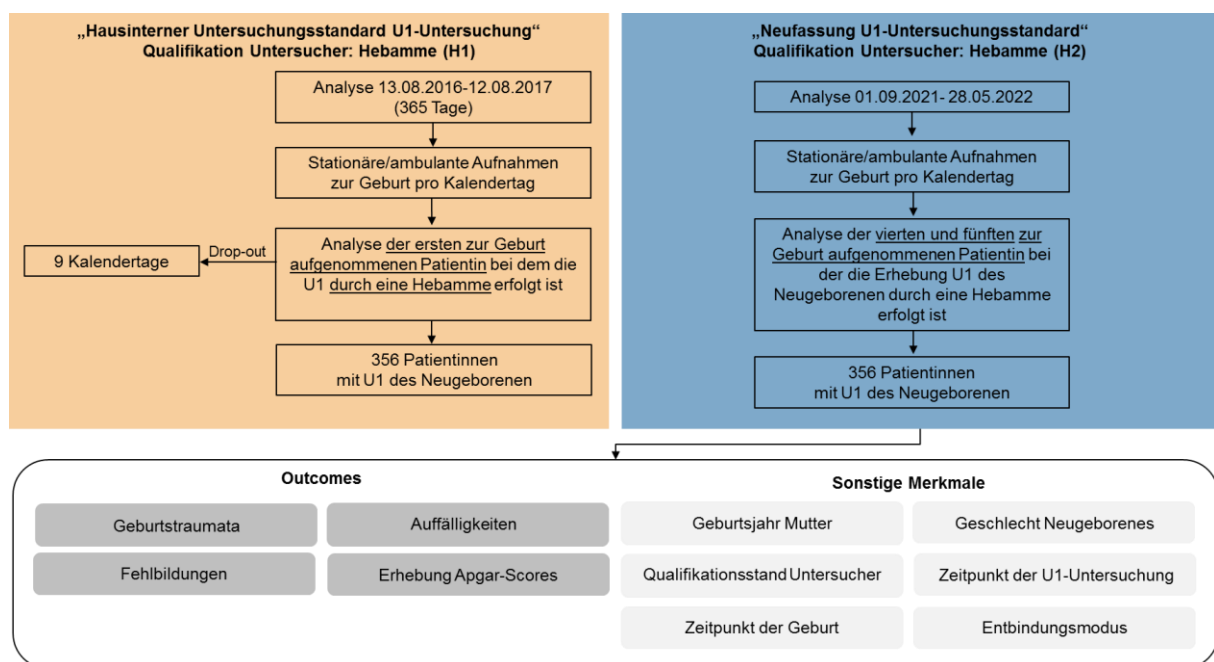 „Hausinterner Untersuchungsstandard U1-Untersuchung“
Qualifikation Untersucher: Hebamme (H1)
Analyse 13.08.2016-12.08.2017
(365 Tage)
Stationäre/ambulante Aufnahmen
zur Geburt pro Kalendertag
9 Kalendertage
Drop-out
Analyse der ersten zur Geburt
aufgenommenen Patientin bei dem die
U1 durch eine Hebamme erfolgt ist
356 Patientinnen
mit U1 des Neugeborenen
„Neufassung U1-Untersuchungsstandard“
Qualifikation Untersucher: Hebamme (H2)
Analyse 01.09.2021- 28.05.2022
Stationäre/ambulante Aufnahmen
zur Geburt pro Kalendertag
Analyse der vierten und fünften zur
Geburt aufgenommenen Patientin bei
der die Erhebung U1 des
Neugeborenen durch eine Hebamme
erfolgt ist
356 Patientinnen
mit U1 des Neugeborenen
Outcomes
Geburtstraumata
Auffälligkeiten
Fehlbildungen
Erhebung Apgar-Scores
Sonstige Merkmale
Geburtsjahr Mutter
Geschlecht Neugeborenes
Qualifikationsstand Untersucher
Zeitpunkt der U1-Untersuchung
Zeitpunkt der Geburt
Entbindungsmodus